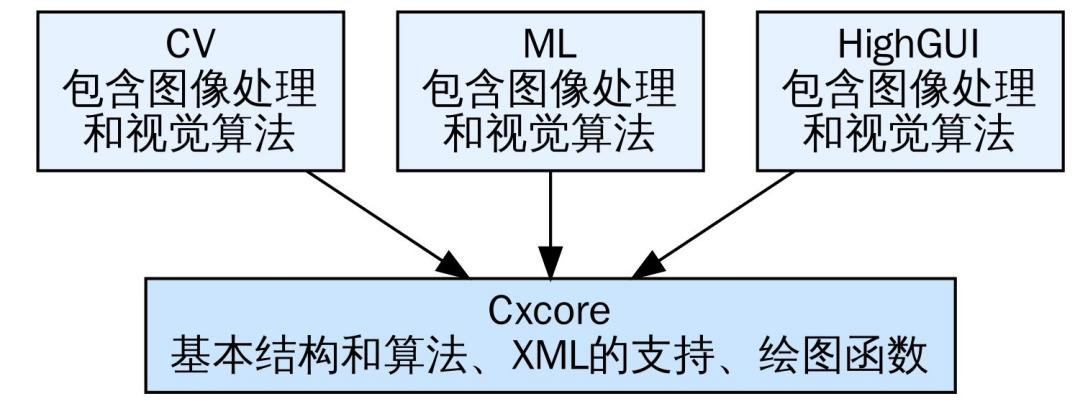 CV
包含图像处理
和视觉算法
ML
包含图像处理
和视觉算法
HighGUI
包含图像处理
和视觉算法
Cxcore
基本结构和算法、XML的支持、绘图函数